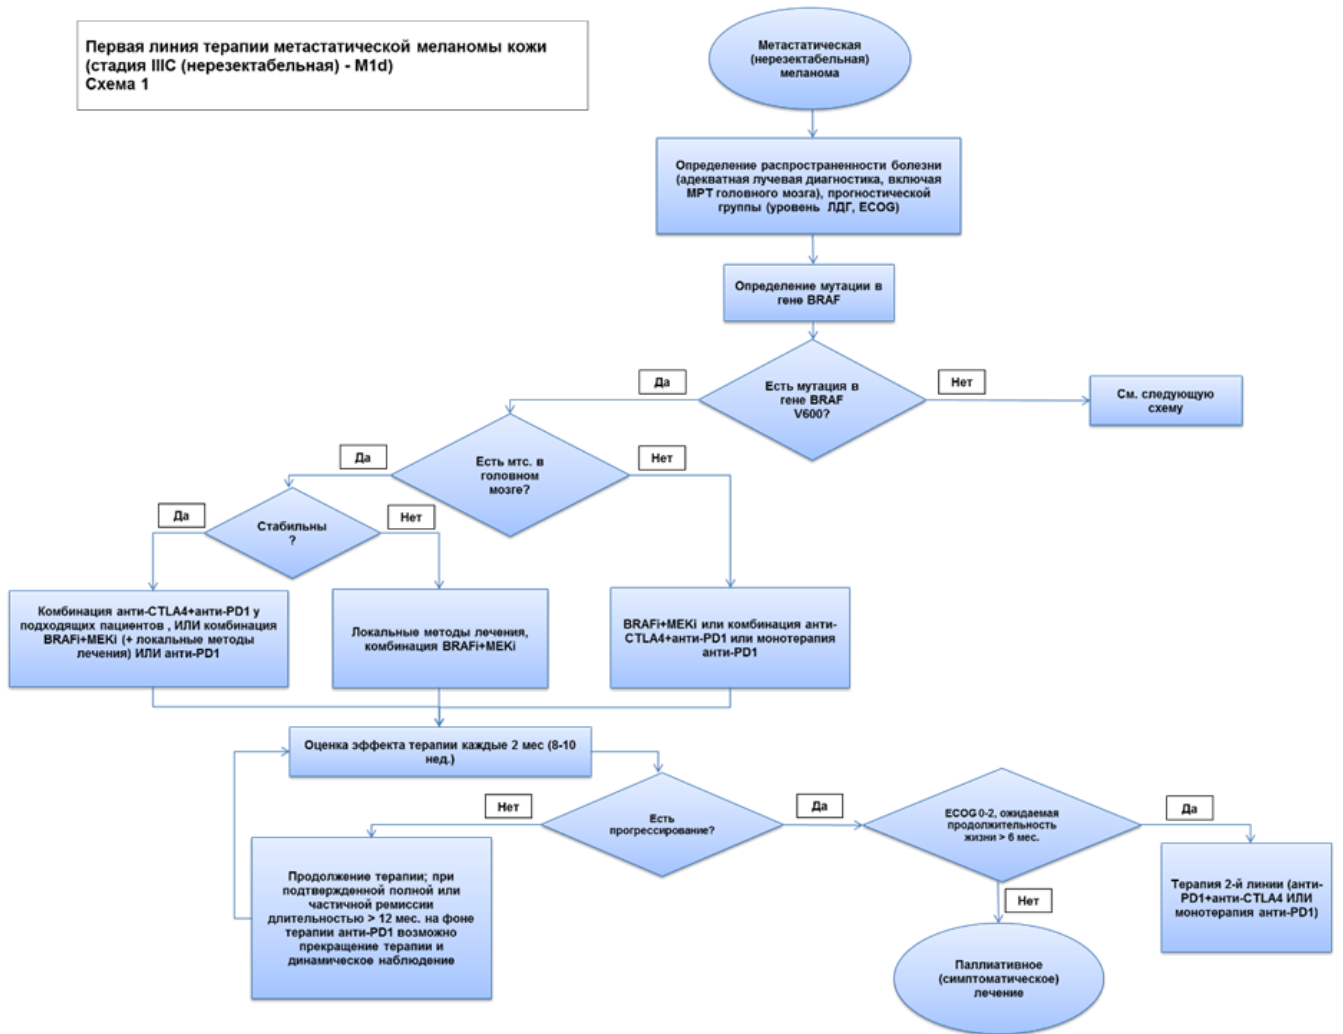 Первая линия терапии метастатической меланомы кожи
(стадия IIIC (нерезектабельная) - M1d)
Схема 1
Метастатическая
(нерезектабельная)
меланома
Определение распространенности болезни
(адекватная лучевая диагностика, включая
МРТ головного мозга), прогностической
группы (уровень ЛДГ, ECOG)
Определение мутации в
гене BRAF
Есть мутация в
гене BRAF
V600?
Да
Нет
См. следующую
схему
Есть мтс. в
головном
мозге?
Да
Нет
Стабильны
?
Да
Нет
Комбинация анти-CTLA4+анти-PD1 у
подходящих пациентов , ИЛИ комбинация
BRAFi+MEKi (+ локальные методы
лечения) ИЛИ анти-PD1
Локальные методы лечения,
комбинация BRAFi+MEKi
BRAFi+MEKi или комбинация анти-
CTLA4+анти-PD1 или монотерапия
анти-PD1
Оценка эффекта терапии каждые 2 мес (8-10
нед.)
Есть
прогрессирование?
Нет
Да
Продолжение терапии; при
подтвержденной полной или
частичной ремиссии
длительностью > 12 мес. на фоне
терапии анти-PD1 возможно
прекращение терапии и
динамическое наблюдение
ECOG 0-2, ожидаемая
продолжительность
жизни > 6 мес.
Да
Нет
Терапия 2-й линии (анти-
PD1+анти-CTLA4 ИЛИ
монотерапия анти-PD1)
Паллиативное
(симптоматическое)
лечение